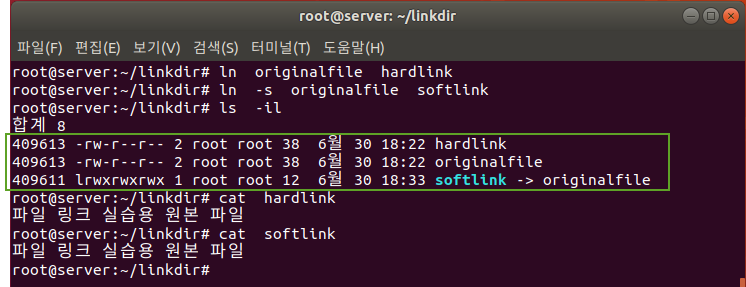 root@server: ~/linkdir
파일(F) 편집(E) 보기(V) 검색(S) 터미널(T) 도움말(H)
root@server:~/linkdir# ln  originalfile  hardlink
root@server:~/linkdir# ln  -s  originalfile  softlink
root@server:~/linkdir# ls  -il
합계 8
409613 -rw-r--r-- 2 root root 38  6월 30 18:22 hardlink
409613 -rw-r--r-- 2 root root 38  6월 30 18:22 originalfile
409611 lrwxrwxrwx 1 root root 12  6월 30 18:33 softlink -> originalfile
root@server:~/linkdir# cat  hardlink
파일 링크 실습용 원본 파일
root@server:~/linkdir# cat  softlink
파일 링크 실습용 원본 파일
root@server:~/linkdir#